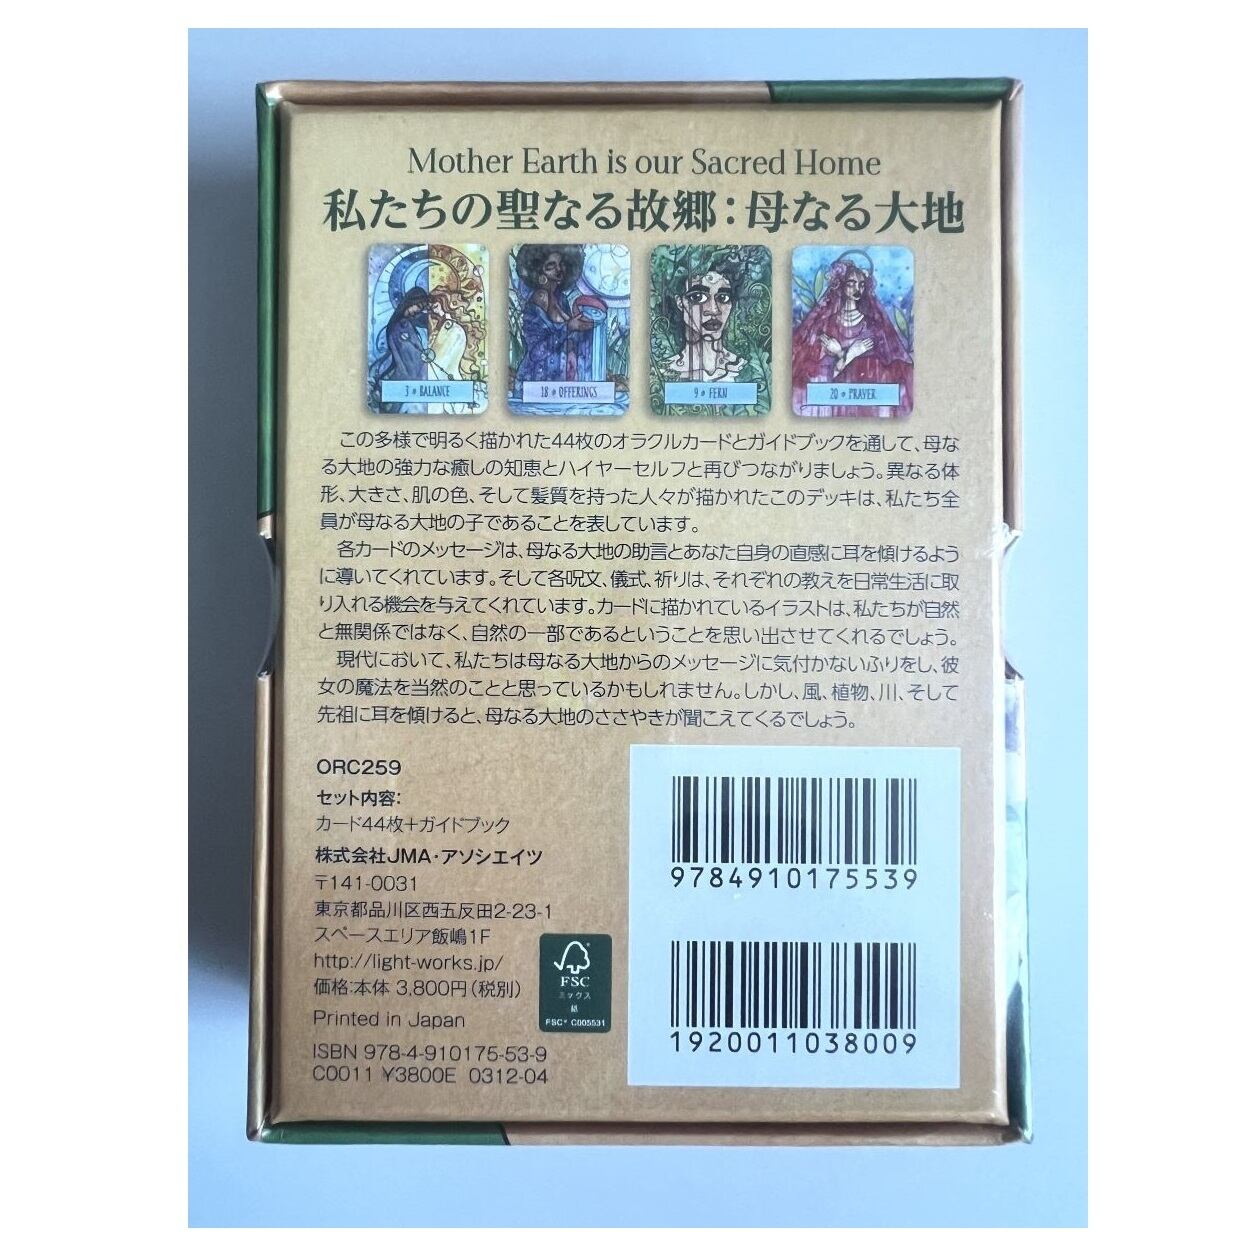 Mother Earth is our Sacred Home
私たちの聖なる故郷：母なる大地
3 • BALANCE
18 • OFFERINGS
9 • FERN
20 • PRAYER
この多様で明るく描かれた44枚のオラクルカードとガイドブックを通して、母な
る大地の強力な癒しの知恵とハイヤーセルフと再びつながりましょう。異なる体
形、大きさ、肌の色、そして髪質を持った人々が描かれたこのデッキは、私たち全
員が母なる大地の子であることを表しています。
各カードのメッセージは、母なる大地の助言とあなた自身の直感に耳を傾けるよう
に導いてくれています。そして各呪文、儀式、祈りは、それぞれの教えを日常生活に取
り入れる機会を与えてくれています。カードに描かれているイラストは、私たちが自然
と無関係ではなく、自然の一部であるということを思い出させてくれるでしょう。
現代において、私たちは母なる大地からのメッセージに気付かないふりをし、彼
女の魔法を当然のことと思っているかもしれません。しかし、風、植物、川、そして
先祖に耳を傾けると、母なる大地のささやきが聞こえてくるでしょう。
ORC259
セット内容：
カード44枚＋ガイドブック
株式会社JMA・アソシエイツ
〒141-0031
東京都品川区西五反田2-23-1
スペースエリア飯嶋1F
http://light-works.jp/
価格：本体 3,800円（税別）
Printed in Japan
ISBN 978-4-910175-53-9
C0011 ¥3800E 0312-04
FSC
ミックス
紙
FSC® C005531
9784910175539
1920011038009